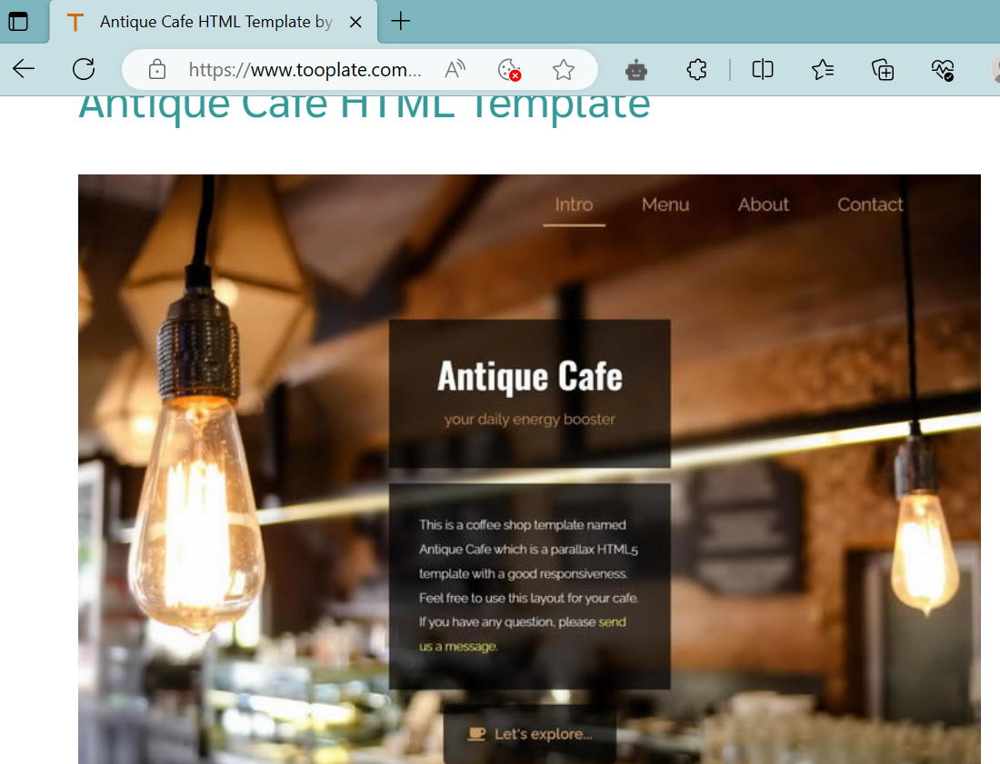 Antique Cafe HTML Template by
https://www.tooplate.com...
Antique Cafe HTML Template
Intro Menu About Contact
Antique Cafe
your daily energy booster
This is a coffee shop template named
Antique Cafe which is a parallax HTML5
template with a good responsiveness.
Feel free to use this layout for your cafe.
If you have any question, please send
us a message.
Let's explore...